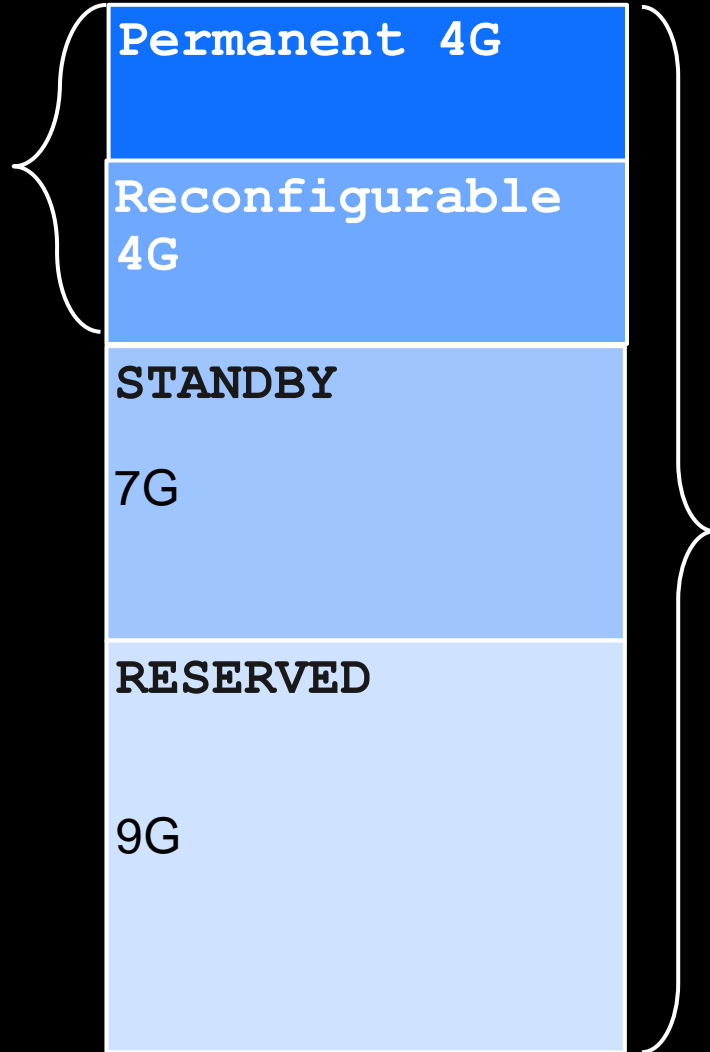 Permanent 4G
Reconfigurable
4G
STANDBY
7G
RESERVED
9G